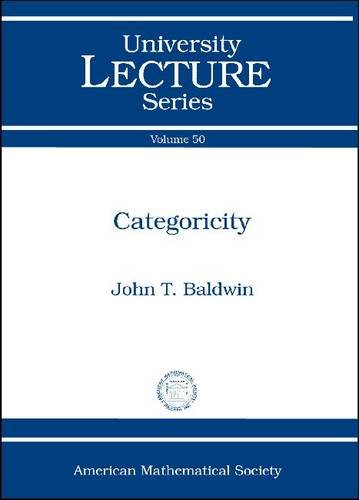 University
LECTURE
Series
Volume 50
Categoricity
John T. Baldwin
American Mathematical Society